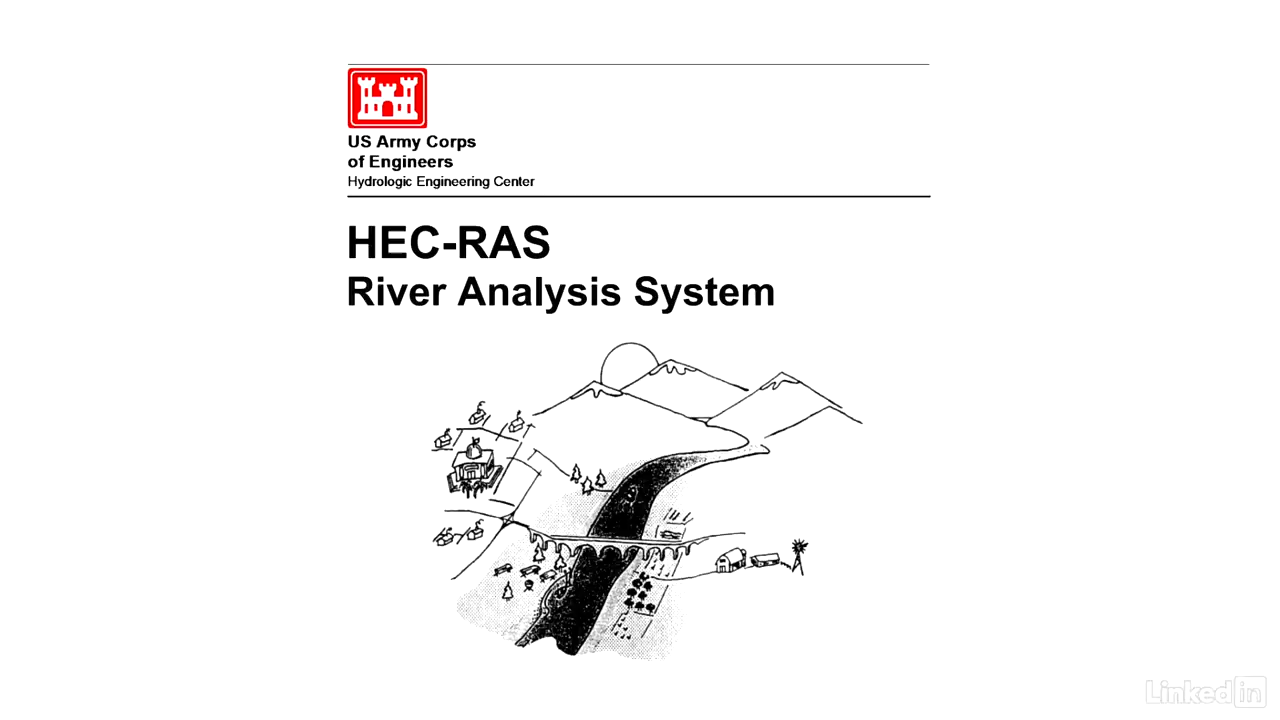 US Army Corps
of Engineers
Hydrologic Engineering Center
HEC-RAS
River Analysis System
Linked in